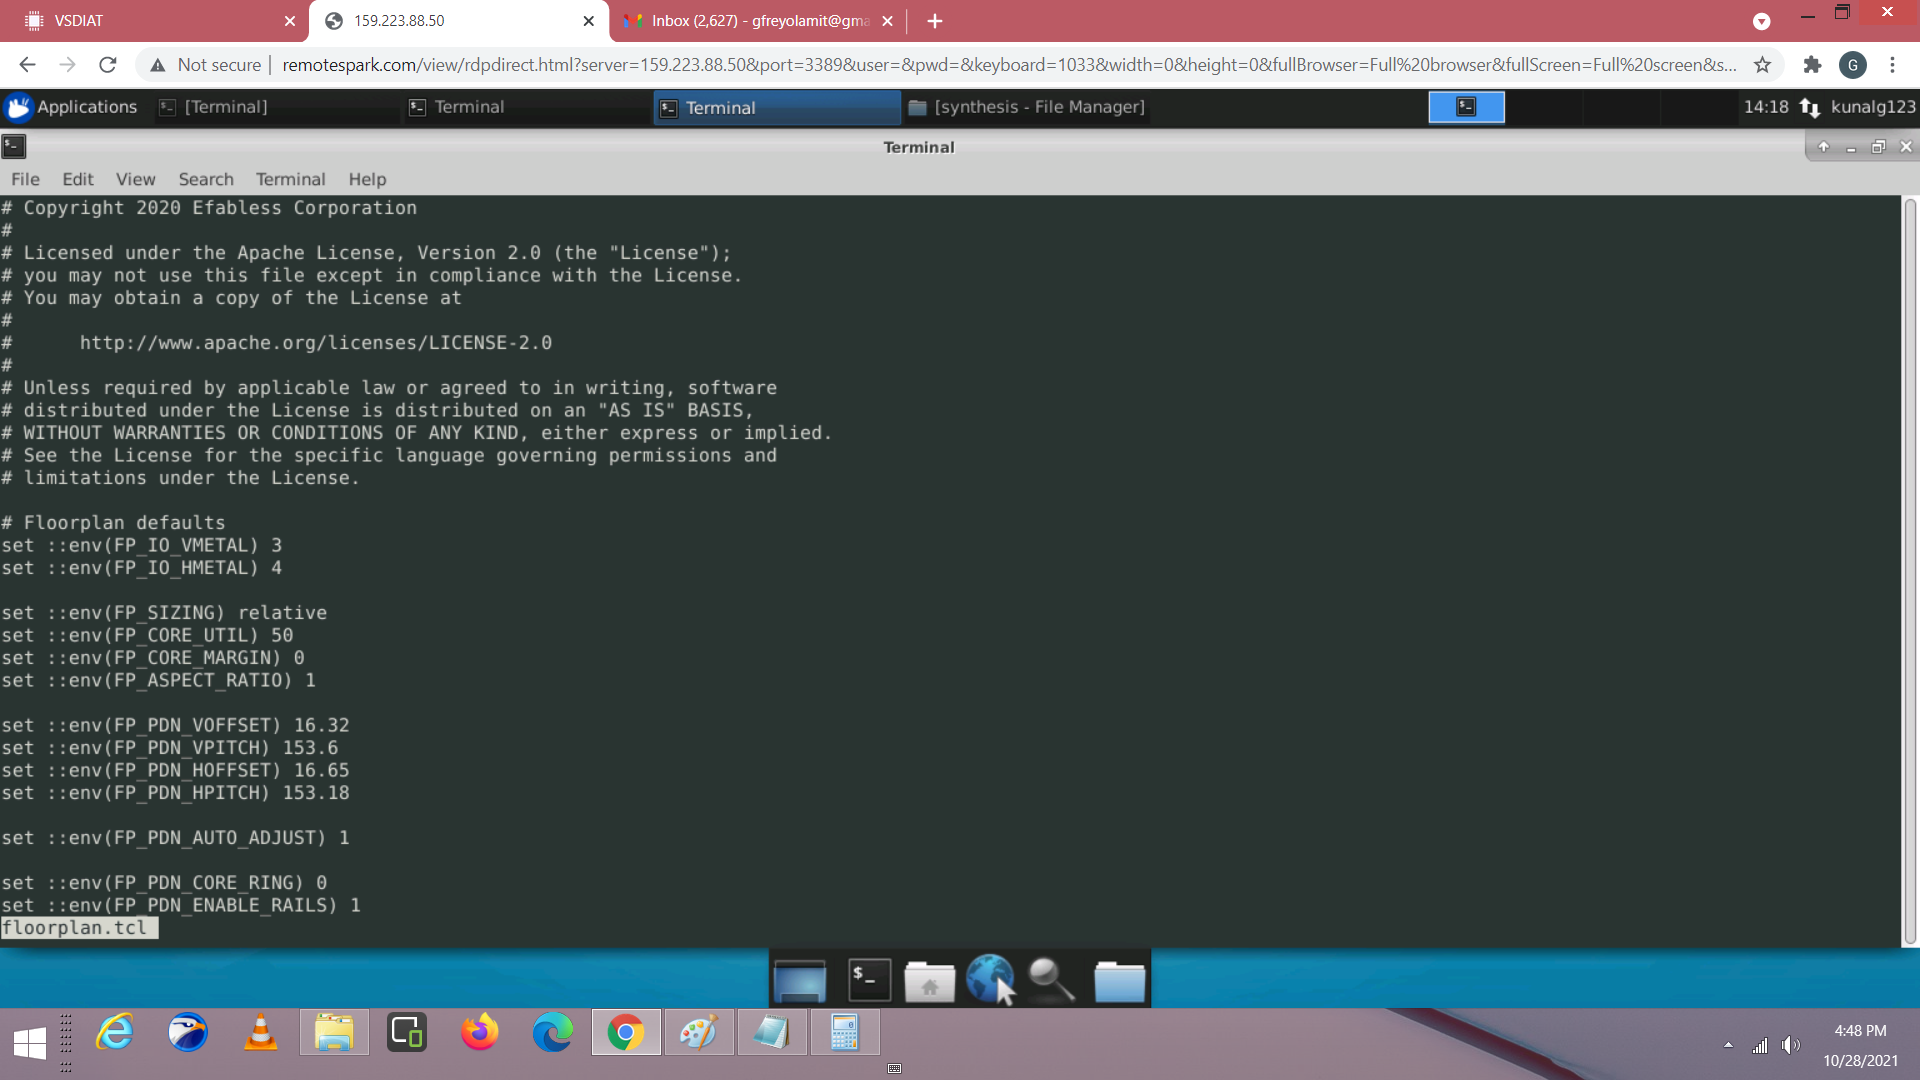 VSDIAT
159.223.88.50
Inbox (2,627) - gfreyolamit@gma
Not secure
remotespark.com/view/rdpdirect.html?server=159.223.88.50&port=3389&user=&pwd=&keyboard=1033&width=0&height=0&fullBrowser=Full%20browser&fullScreen=Full%20screen&s...
G
Applications
[Terminal]
Terminal
Terminal
[synthesis - File Manager]
14:18
kunalg123
Terminal
File Edit View Search Terminal Help
# Copyright 2020 Efabless Corporation
#
# Licensed under the Apache License, Version 2.0 (the "License");
# you may not use this file except in compliance with the License.
# You may obtain a copy of the License at
#
#      http://www.apache.org/licenses/LICENSE-2.0
#
# Unless required by applicable law or agreed to in writing, software
# distributed under the License is distributed on an "AS IS" BASIS,
# WITHOUT WARRANTIES OR CONDITIONS OF ANY KIND, either express or implied.
# See the License for the specific language governing permissions and
# limitations under the License.
# Floorplan defaults
set ::env(FP_IO_VMETAL) 3
set ::env(FP_IO_HMETAL) 4
set ::env(FP_SIZING) relative
set ::env(FP_CORE_UTIL) 50
set ::env(FP_CORE_MARGIN) 0
set ::env(FP_ASPECT_RATIO) 1
set ::env(FP_PDN_VOFFSET) 16.32
set ::env(FP_PDN_VPITCH) 153.6
set ::env(FP_PDN_HOFFSET) 16.65
set ::env(FP_PDN_HPITCH) 153.18
set ::env(FP_PDN_AUTO_ADJUST) 1
set ::env(FP_PDN_CORE_RING) 0
set ::env(FP_PDN_ENABLE_RAILS) 1
floorplan.tcl
4:48 PM
10/28/2021